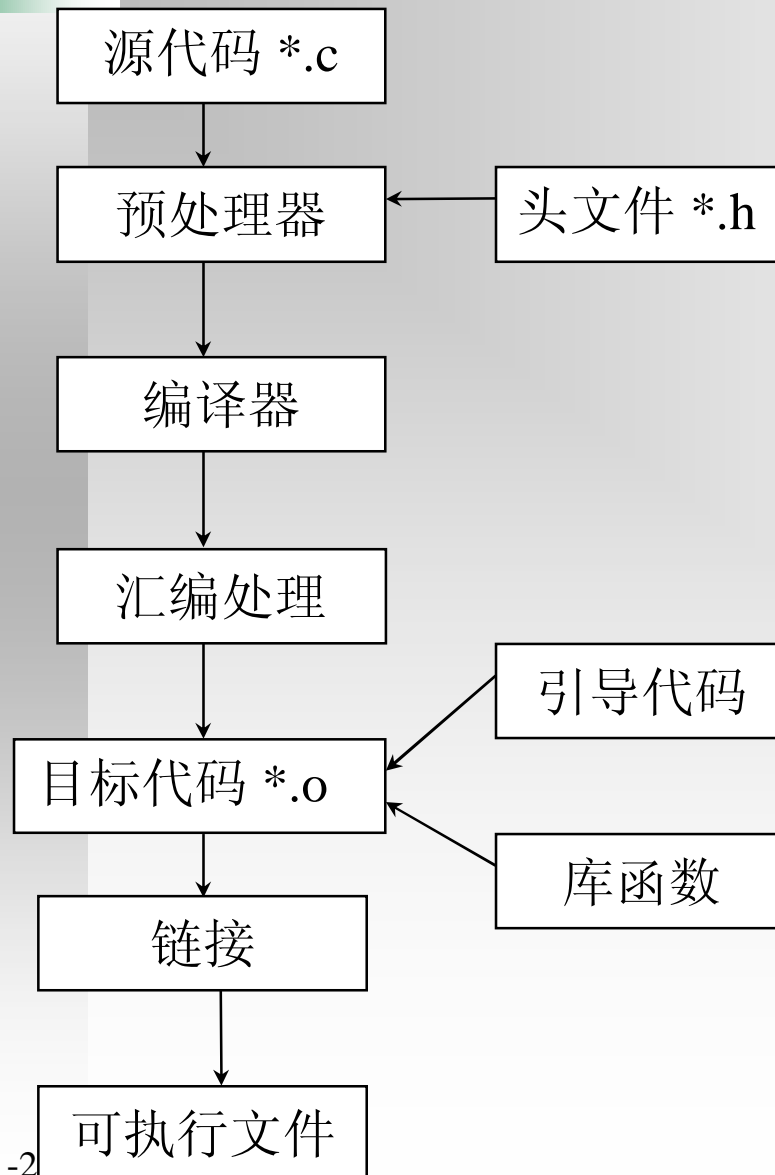 源代码 *.c
预处理器
头文件 *.h
编译器
汇编处理
引导代码
目标代码 *.o
库函数
链接
可执行文件
-2